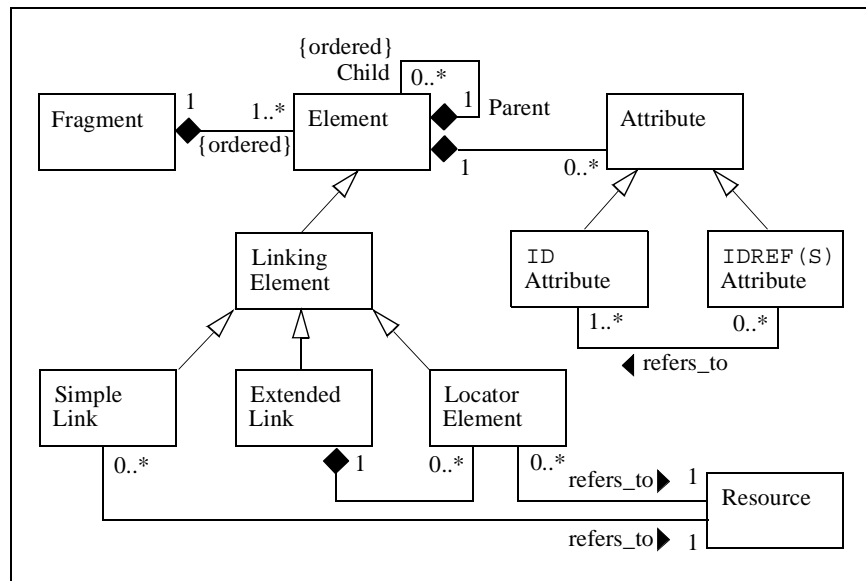 {ordered}
Child
0..*
1
Parent
Fragment
1
1..*
{ordered}
Element
1
0..*
Attribute
Linking
Element
ID
Attribute
IDREF(S)
Attribute
1..*
0..*
refers_to
Simple
Link
Extended
Link
Locator
Element
0..*
1
0..*
0..*
refers_to
1
Resource
refers_to
1